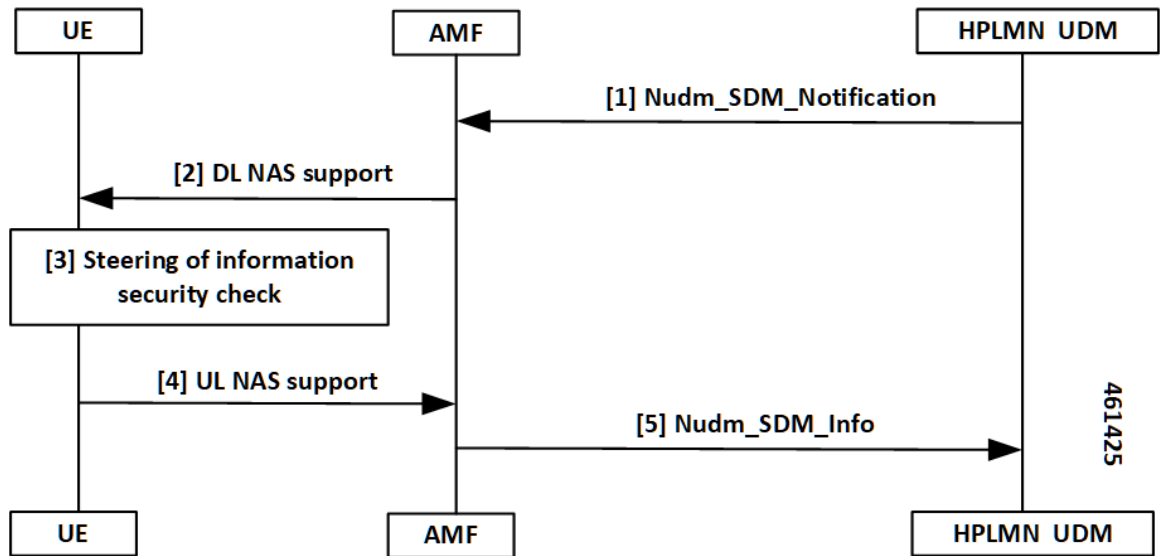 UE
AMF
HPLMN UDM
[1] Nudm_SDM_Notification
[2] DL NAS support
[3] Steering of information
security check
[4] UL NAS support
[5] Nudm_SDM_Info
461425
UE
AMF
HPLMN UDM